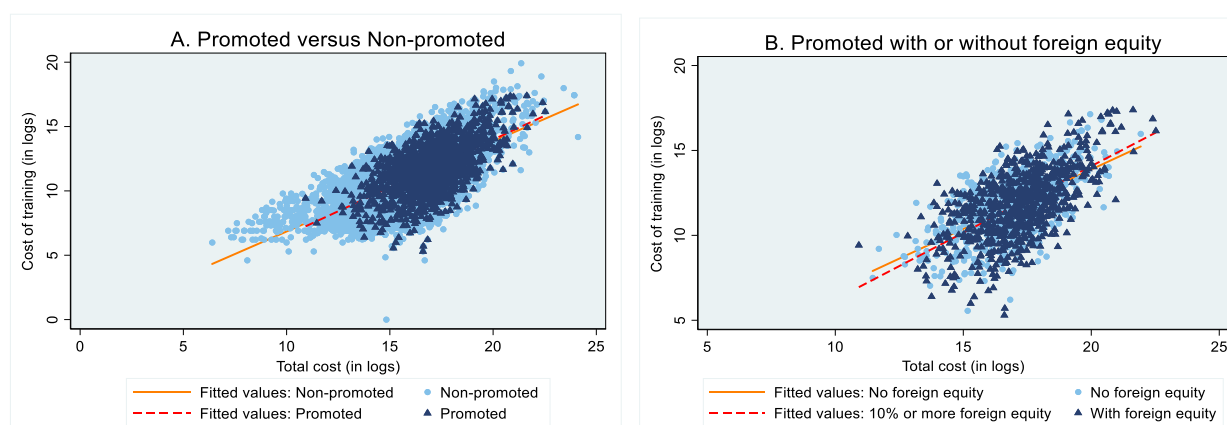 A. Promoted versus Non-promoted
Cost of training (in logs)
20
15
10
5
0
0 5 10 15 20 25
Total cost (in logs)
Fitted values: Non-promoted Non-promoted
Fitted values: Promoted Promoted
B. Promoted with or without foreign equity
Cost of training (in logs)
20
15
10
5
5 10 15 20 25
Total cost (in logs)
Fitted values: No foreign equity No foreign equity
Fitted values: 10% or more foreign equity With foreign equity